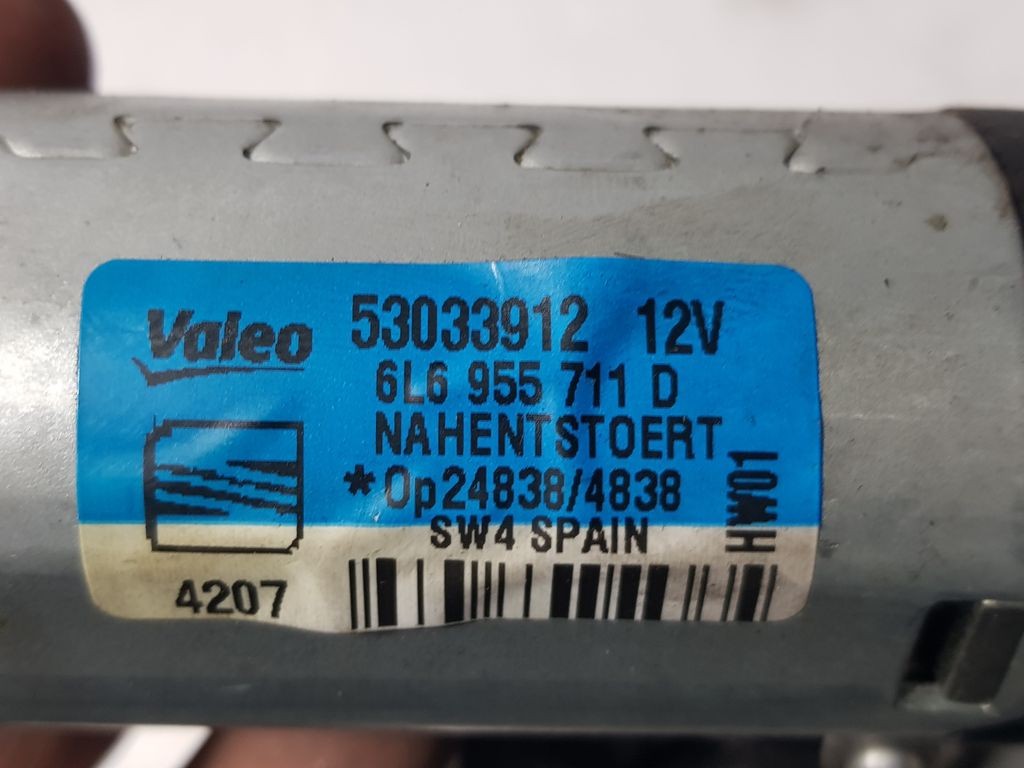 Valeo 53033912 12V
6L6 955 711 D
NAHENTSTOERT
*Op24838/4838
SW4 SPAIN
HW01
4207